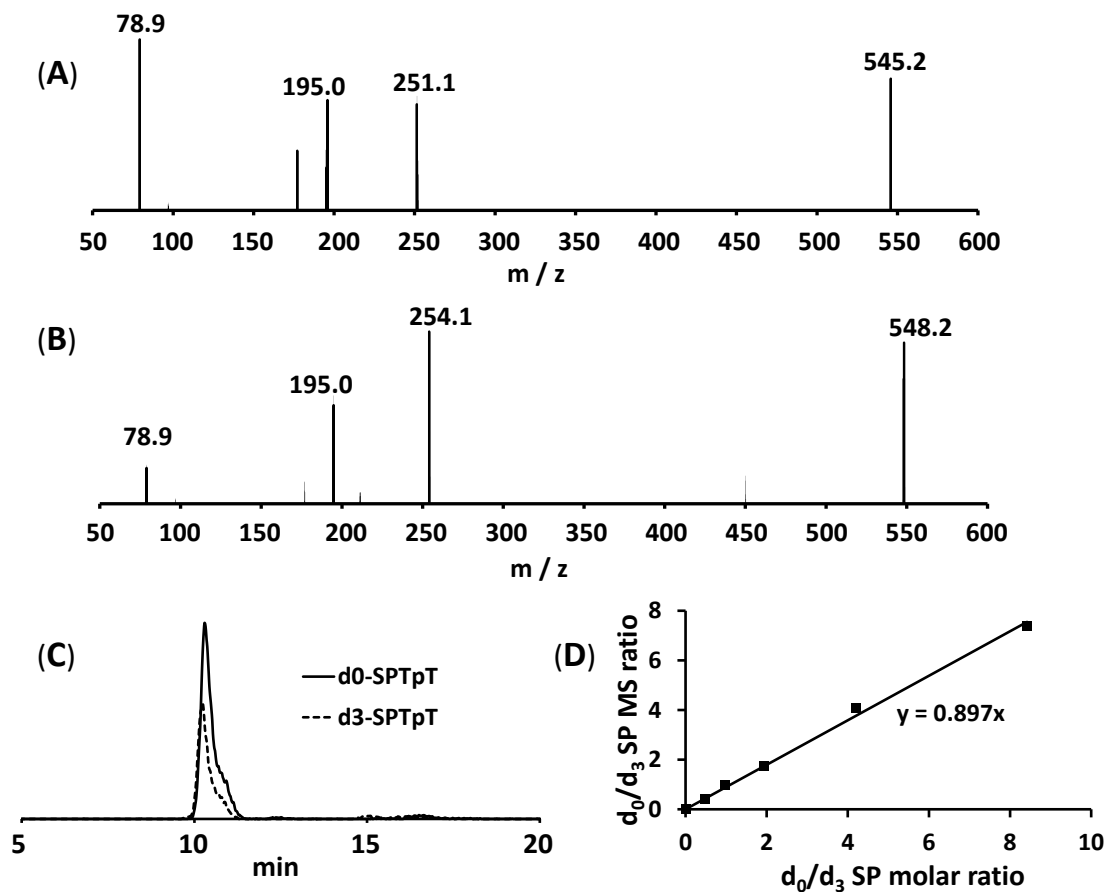 78.9
(A)
195.0
251.1
545.2
50 100 150 200 250 300 350 400 450 500 550 600
m / z
(B)
254.1
548.2
195.0
78.9
50 100 150 200 250 300 350 400 450 500 550 600
m / z
(C)
d0-SPTpT
d3-SPTpT
5 10 15 20
min
(D)
d0/d3 SP MS ratio
8
6
4
2
0
y = 0.897x
0 2 4 6 8 10
d0/d3 SP molar ratio